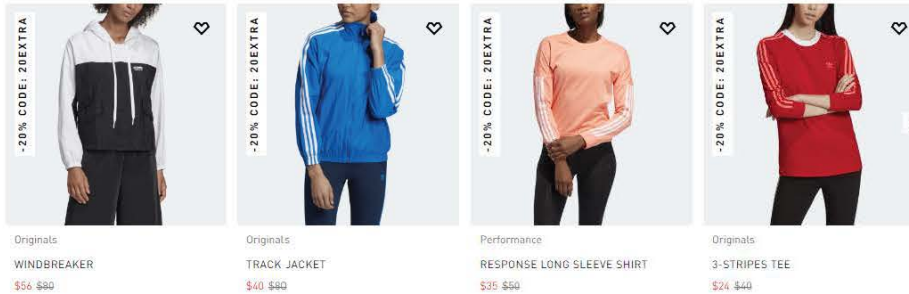 -20% CODE: 20EXTRA
-20% CODE: 20EXTRA
-20% CODE: 20EXTRA
-20% CODE: 20EXTRA
Originals
WINDBREAKER
$56 $80
Originals
TRACK JACKET
$40 $80
Performance
RESPONSE LONG SLEEVE SHIRT
$35 $50
Originals
3-STRIPES TEE
$24 $40